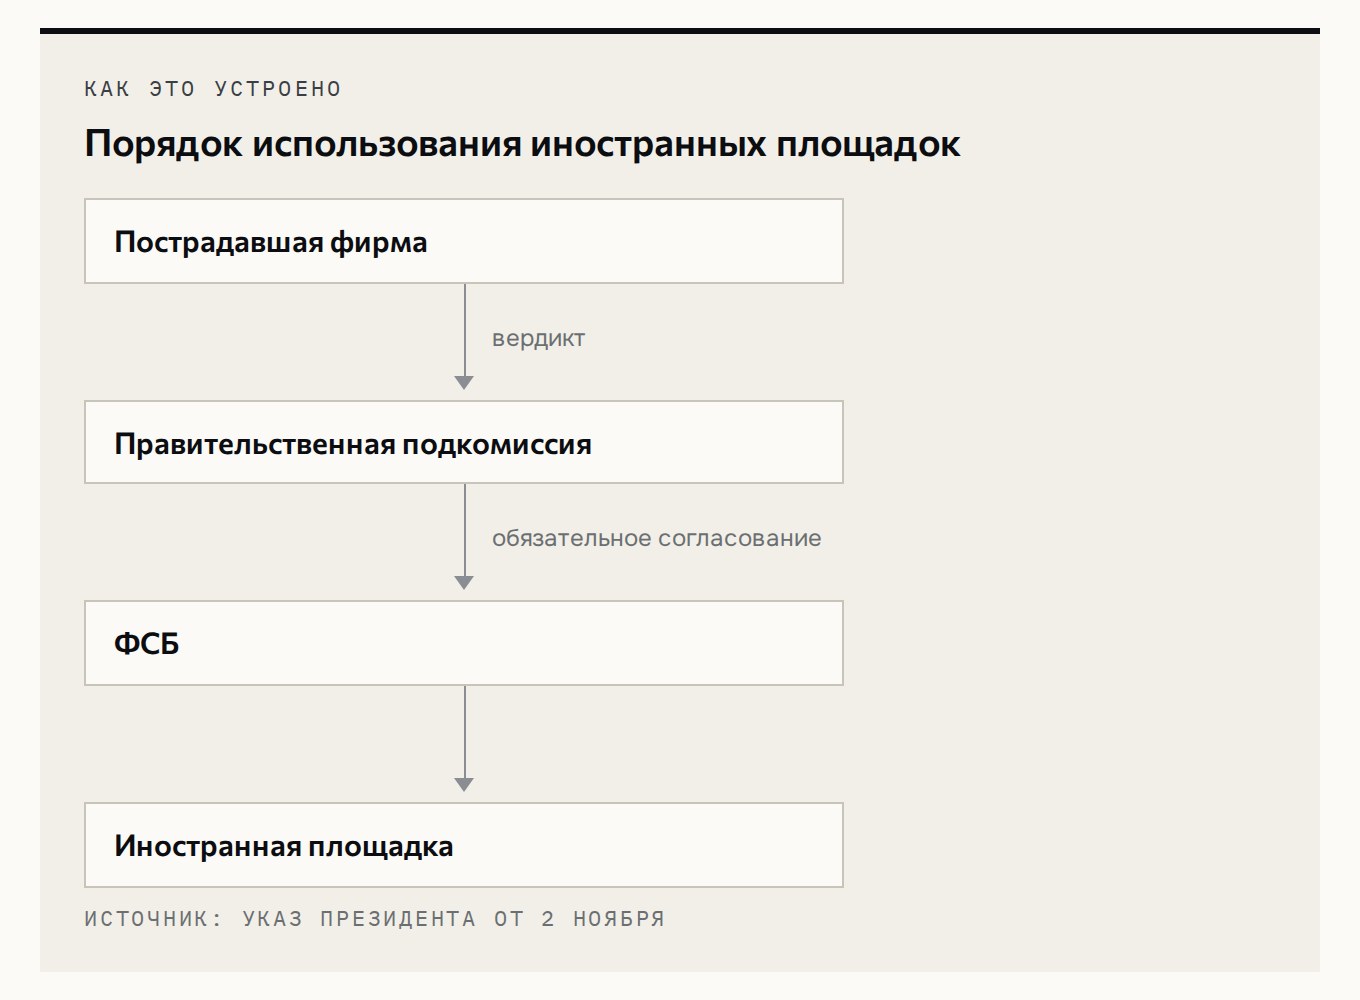 КАК ЭТО УСТРОЕНО
Порядок использования иностранных площадок
Пострадавшая фирма
вердикт
Правительственная подкомиссия
обязательное согласование
ФСБ
Иностранная площадка
ИСТОЧНИК: УКАЗ ПРЕЗИДЕНТА ОТ 2 НОЯБРЯ